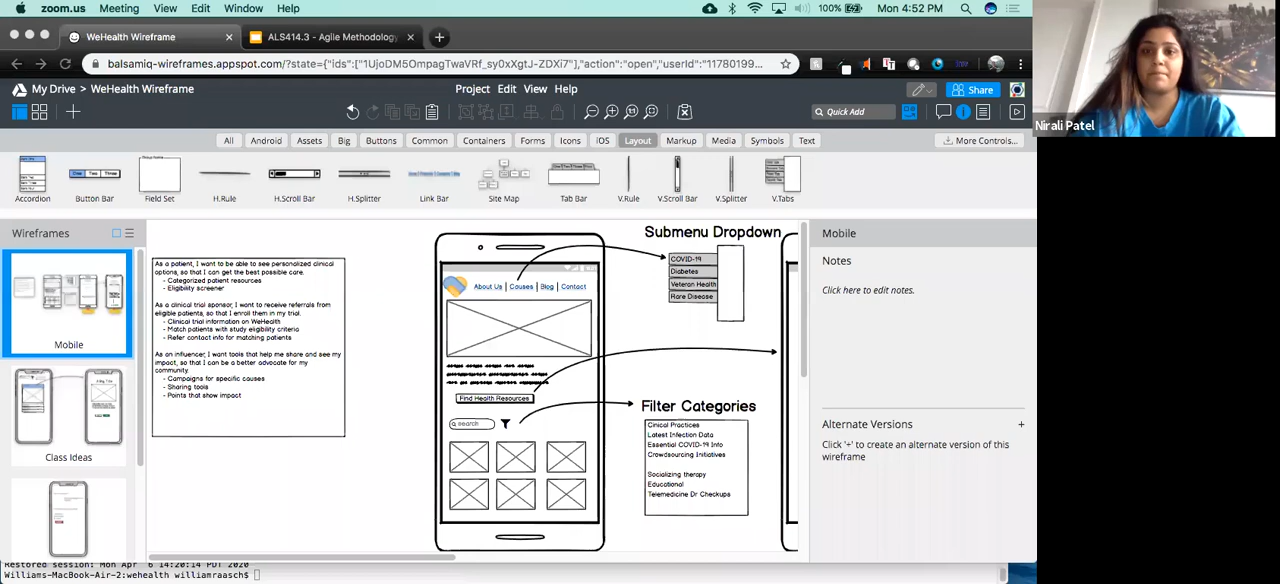 zoom.us Meeting View Edit Window Help
100% Mon 4:52 PM
WeHealth Wireframe
ALS414.3 - Agile Methodology
balsamiq-wireframes.appspot.com/?state={"ids":["1UjoDM5OmpagTwaVRf_sy0xXgtJ-ZDXi7"],"action":"open","userId":"11780199...
My Drive > WeHealth Wireframe
Project Edit View Help
Share
Quick Add
All Android Assets Big Buttons Common Containers Forms Icons iOS Layout Markup Media Symbols Text
More Controls...
Accordion Button Bar Field Set H.Rule H.Scroll Bar H.Splitter Link Bar Site Map Tab Bar V.Rule V.Scroll Bar V.Splitter V.Tabs
Wireframes
Mobile
Class Ideas
As a patient, I want to be able to see personalized clinical
options, so that I can get the best possible care.
- Categorized patient resources
- Eligibility screener
As a clinical trial sponsor, I want to receive referrals from
eligible patients, so that I enroll them in my trial.
- Clinical trial information on WeHealth
- Match patients with study eligibility criteria
- Refer contact info for matching patients
As an influencer, I want tools that help me share and see my
impact, so that I can be a better advocate for my
community.
- Campaigns for specific causes
- Sharing tools
- Points that show impact
About Us | Causes | Blog | Contact
Find Health Resources
search
Submenu Dropdown
COVID-19
Diabetes
Veteran Health
Rare Disease
Filter Categories
Cinical Practices
Latest Infection Data
Essential COVID-19 Info
Crowdsourcing Initiatives
Socializing therapy
Educational
Telemedicine Dr Checkups
Mobile
Notes
Click here to edit notes.
Alternate Versions +
Click '+' to create an alternate version of this
wireframe
Restored session: Mon Apr 6 14:20:14 PDT 2020
Williams-MacBook-Air-2:wehealth williamraasch$
Nirali Patel